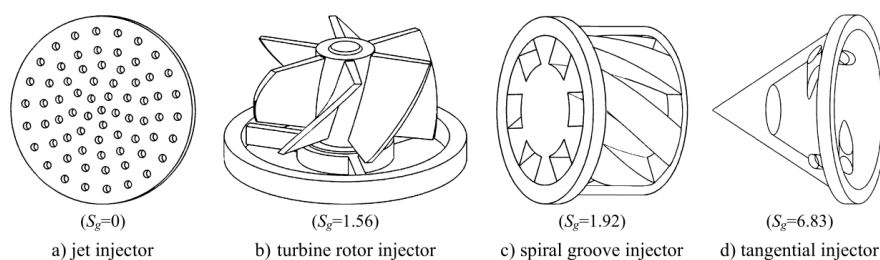 (Sg=0) (Sg=1.56) (Sg=1.92) (Sg=6.83)
a) jet injector b) turbine rotor injector c) spiral groove injector d) tangential injector